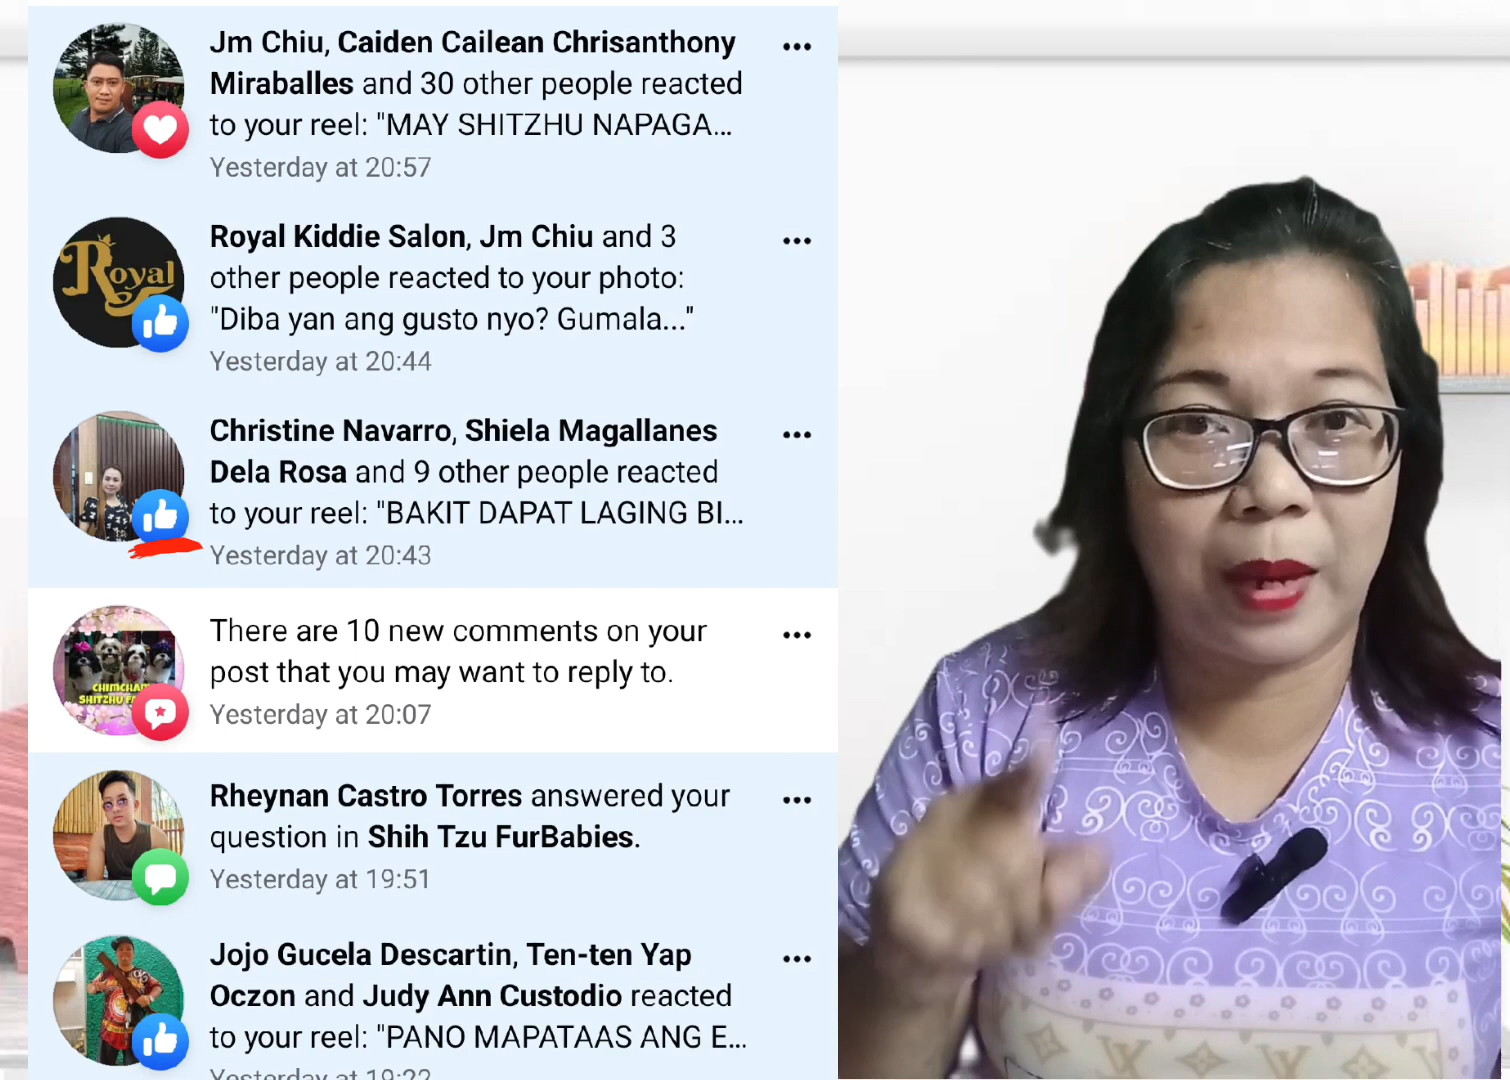 Jm Chiu, Caiden Cailean Chrisanthony
Miraballes and 30 other people reacted
to your reel: "MAY SHITZHU NAPAGA...
Yesterday at 20:57
Royal
Royal Kiddie Salon, Jm Chiu and 3
other people reacted to your photo:
"Diba yan ang gusto nyo? Gumala..."
Yesterday at 20:44
Christine Navarro, Shiela Magallanes
Dela Rosa and 9 other people reacted
to your reel: "BAKIT DAPAT LAGING BI...
Yesterday at 20:43
There are 10 new comments on your
post that you may want to reply to.
Yesterday at 20:07
SHITZHU
Rheynan Castro Torres answered your
question in Shih Tzu FurBabies.
Yesterday at 19:51
Jojo Gucela Descartin, Ten-ten Yap
Oczon and Judy Ann Custodio reacted
to your reel: "PANO MAPATAAS ANG E...
Yesterday at 19:22